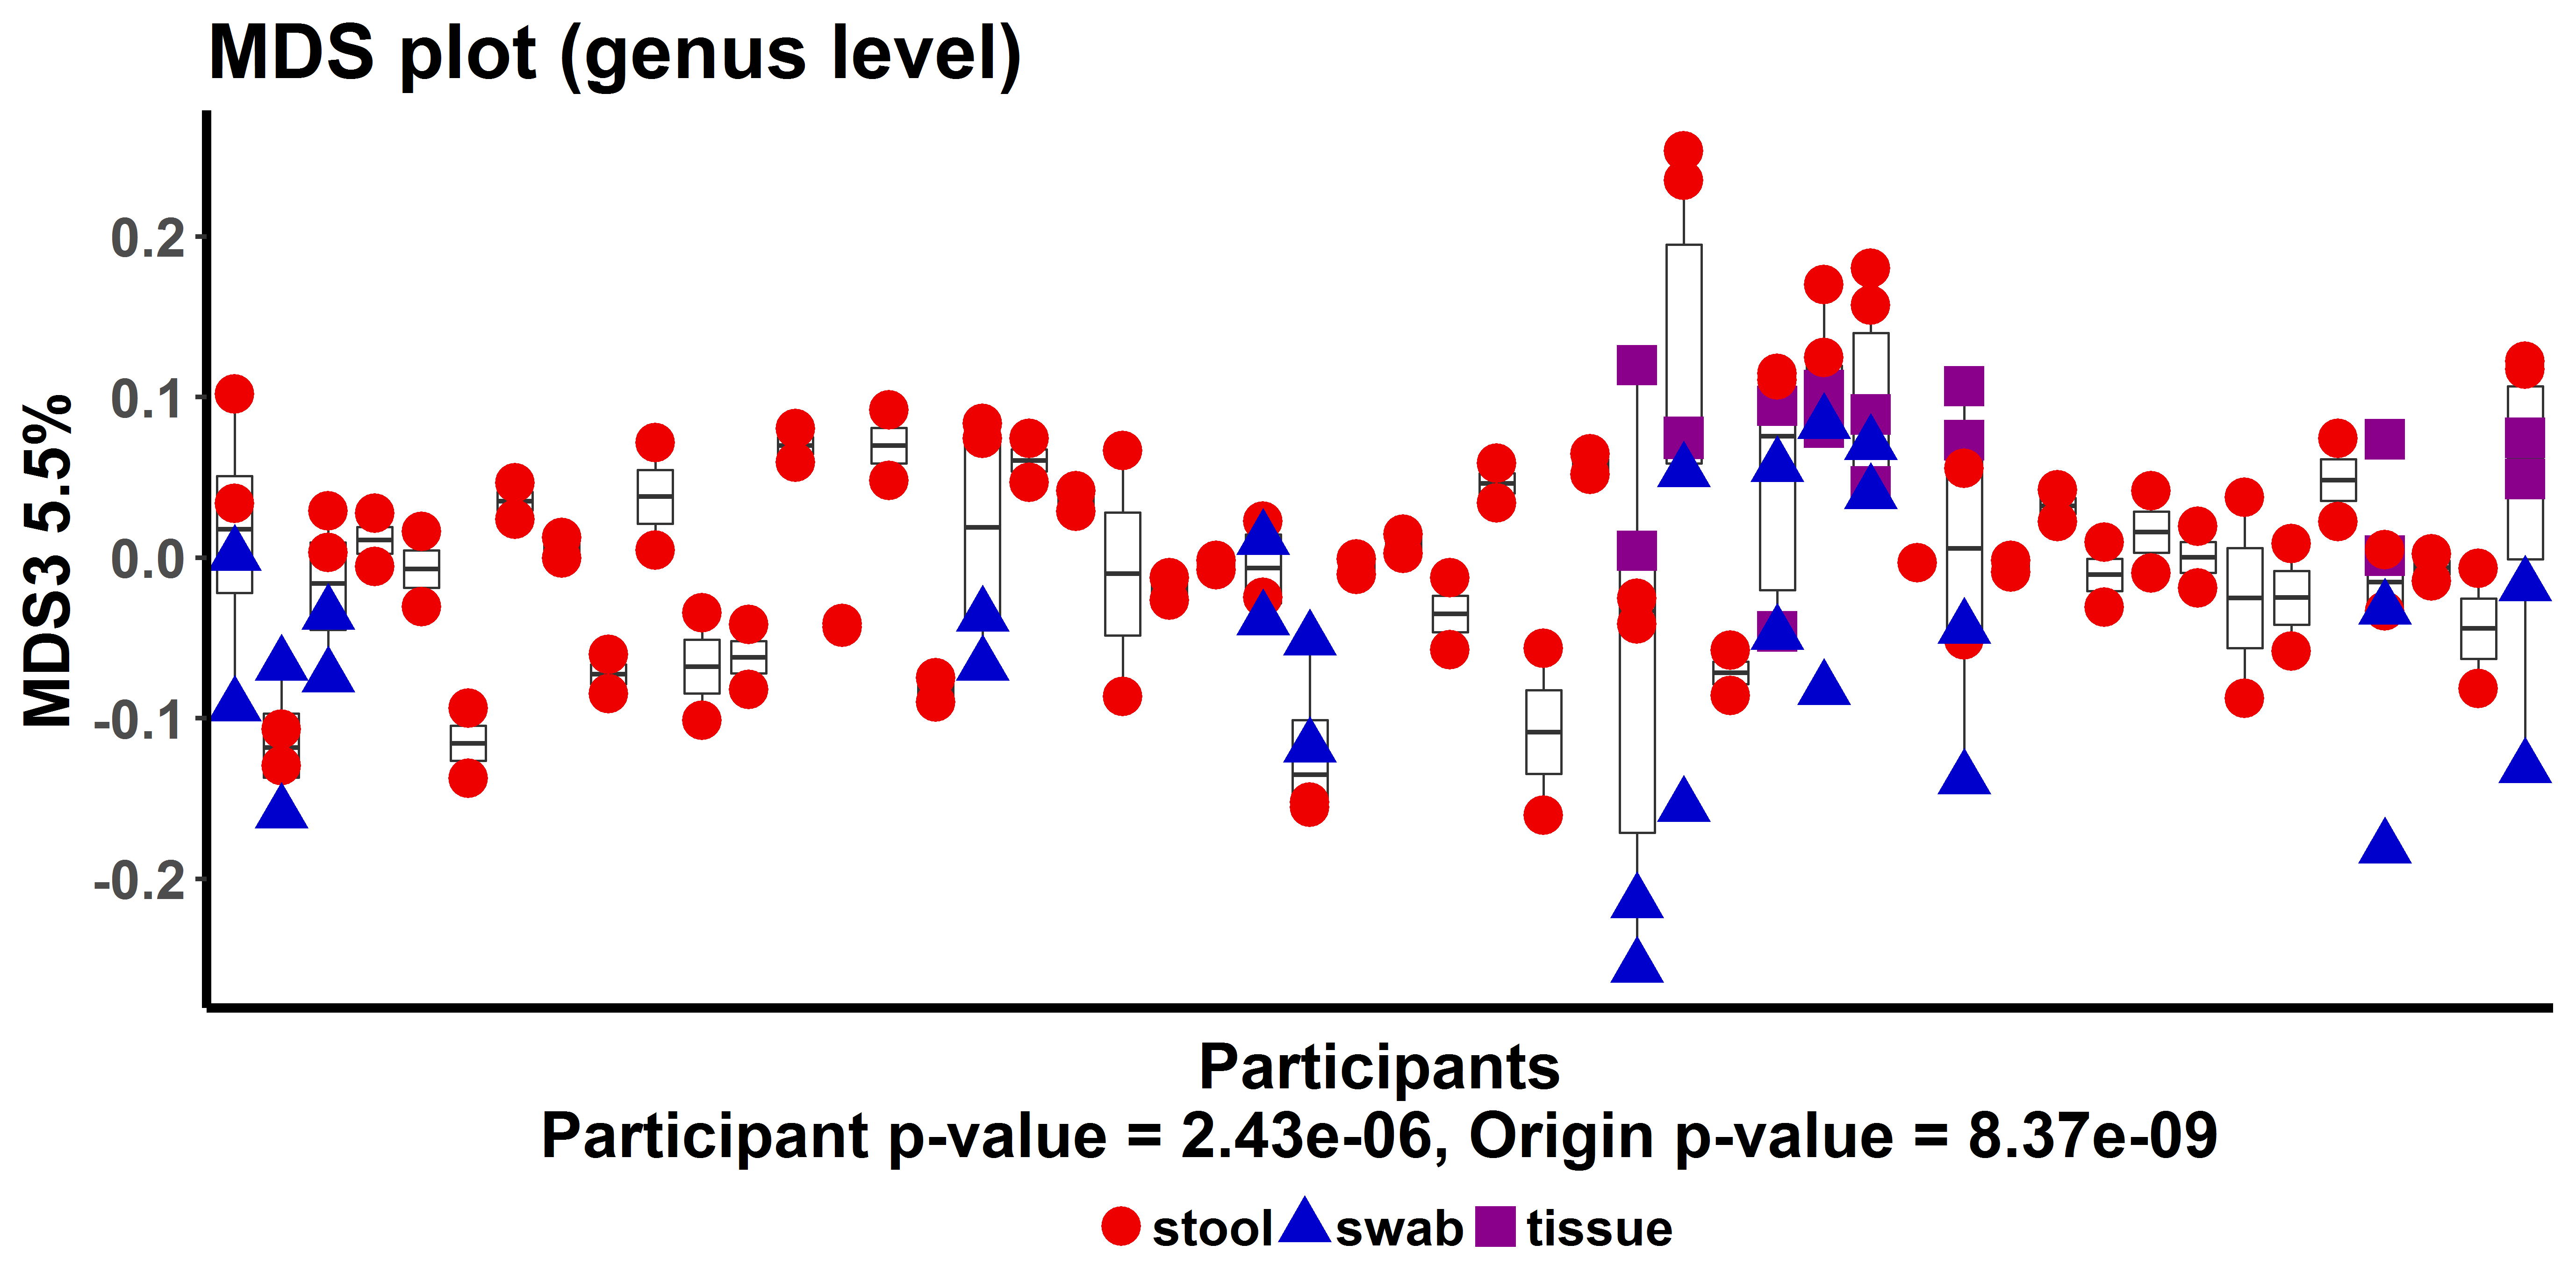 MDS plot (genus level)
MDS3 5.5%
0.2
0.1
0.0
-0.1
-0.2
Participants
Participant p-value = 2.43e-06, Origin p-value = 8.37e-09
stool swab tissue